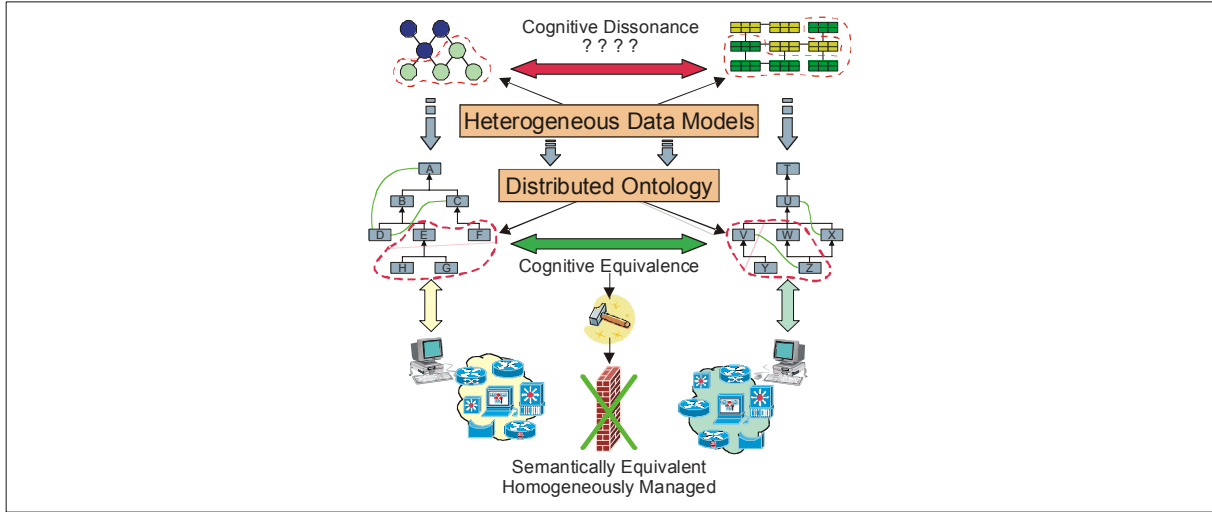 Cognitive Dissonance
? ? ? ?
Heterogeneous Data Models
Distributed Ontology
A
B
C
D
E
F
H
G
T
U
V
W
X
Y
Z
Cognitive Equivalence
Semantically Equivalent
Homogeneously Managed